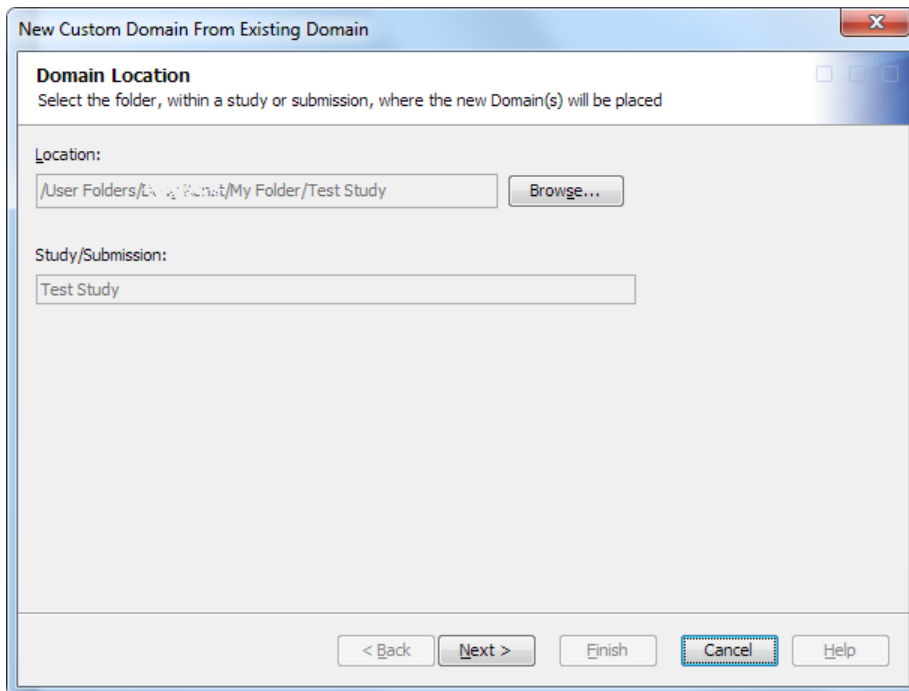 New Custom Domain From Existing Domain
Domain Location
Select the folder, within a study or submission, where the new Domain(s) will be placed
Location:
/User Folders/ /My Folder/Test Study
Browse...
Study/Submission:
Test Study
< Back
Next >
Finish
Cancel
Help